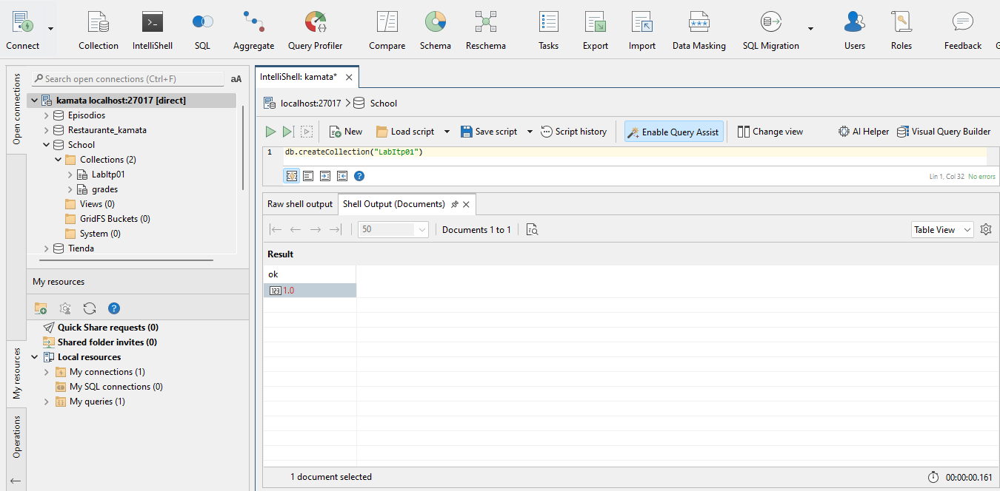 Connect
Collection
IntelliShell
SQL
Aggregate
Query Profiler
Compare
Schema
Reschema
Tasks
Export
Import
Data Masking
SQL Migration
Users
Roles
Feedback
Open connections
Search open connections (Ctrl+F)
aA
kamata localhost:27017 [direct]
Episodios
Restaurante_kamata
School
Collections (2)
LabItp01
grades
Views (0)
GridFS Buckets (0)
System (0)
Tienda
My resources
My resources
Quick Share requests (0)
Shared folder invites (0)
Local resources
My connections (1)
My SQL connections (0)
My queries (1)
Operations
IntelliShell: kamata*
localhost:27017
School
New
Load script
Save script
Script history
Enable Query Assist
Change view
AI Helper
Visual Query Builder
1 db.createCollection("LabItp01")
Lin 1, Col 32 No errors
Raw shell output
Shell Output (Documents)
50
Documents 1 to 1
Table View
Result
ok
123 1.0
1 document selected
00:00:00.161